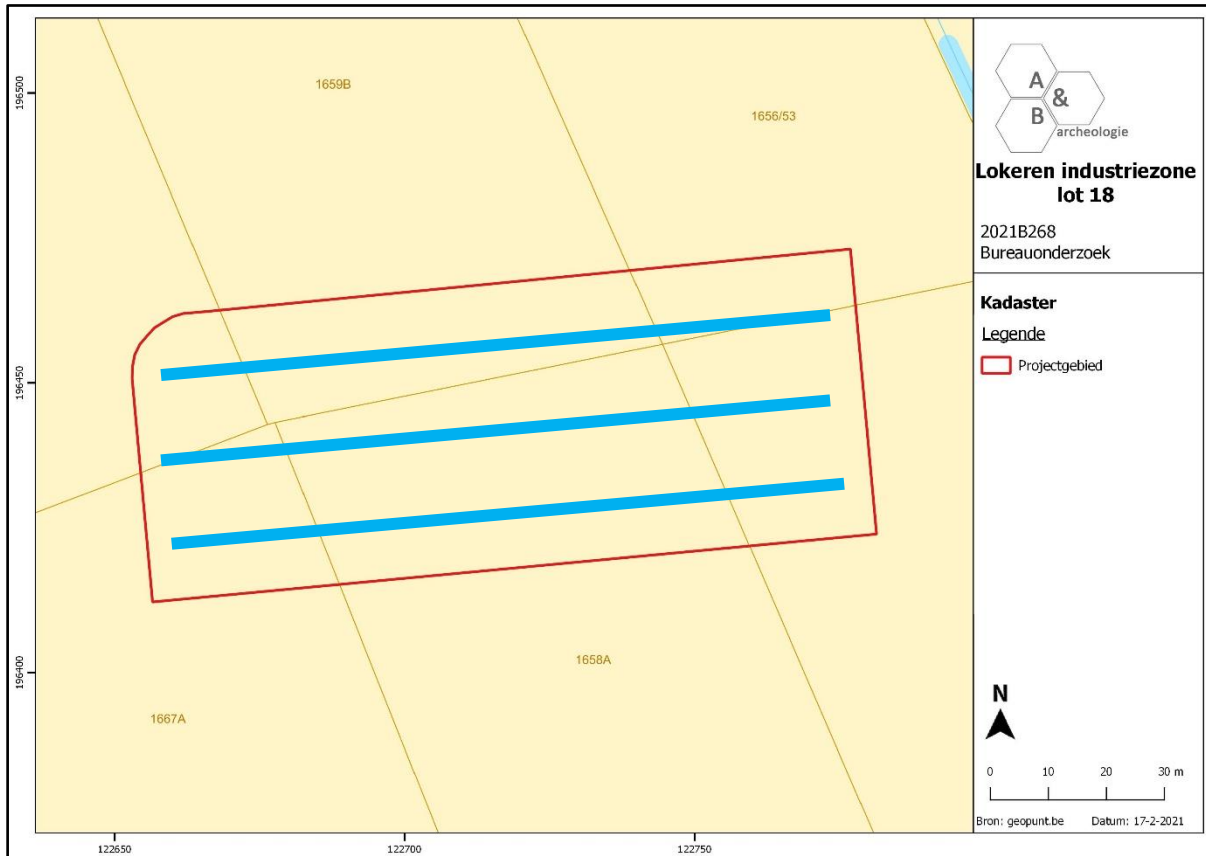 196500
196450
196400
122650
122700
122750
1659B
1656/53
1658A
1667A
A
&
B
archeologie
Lokeren industriezone
lot 18
2021B268
Bureauonderzoek
Kadaster
Legende
Projectgebied
N
0 10 20 30 m
Bron: geopunt.be Datum: 17-2-2021